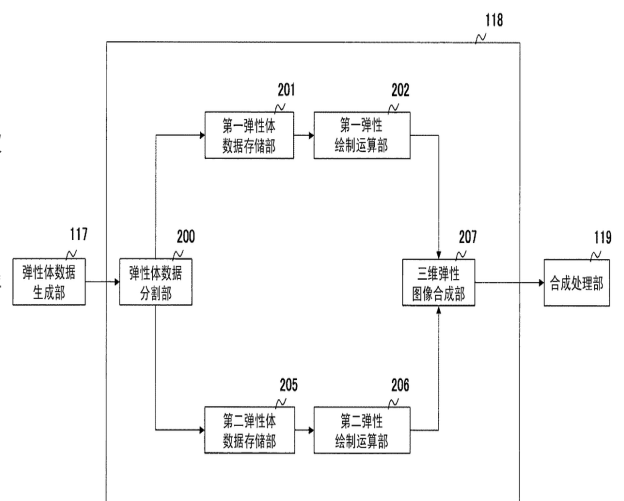 118
201
第一弹性体
数据存储部
202
第一弹性
绘制运算部
117
弹性体数据
生成部
200
弹性体数据
分割部
207
三维弹性
图像合成部
119
合成处理部
205
第二弹性体
数据存储部
206
第二弹性
绘制运算部